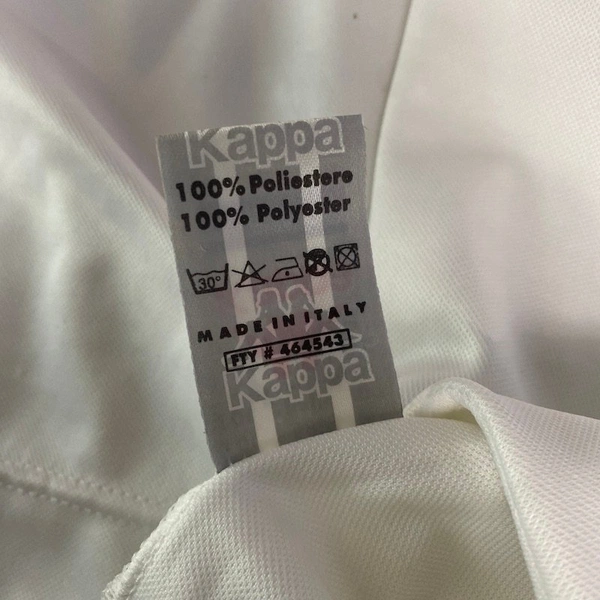 Kappa
100% Poliestere
100% Polyester
30°
MADE IN ITALY
FTY # 464543
Kappa